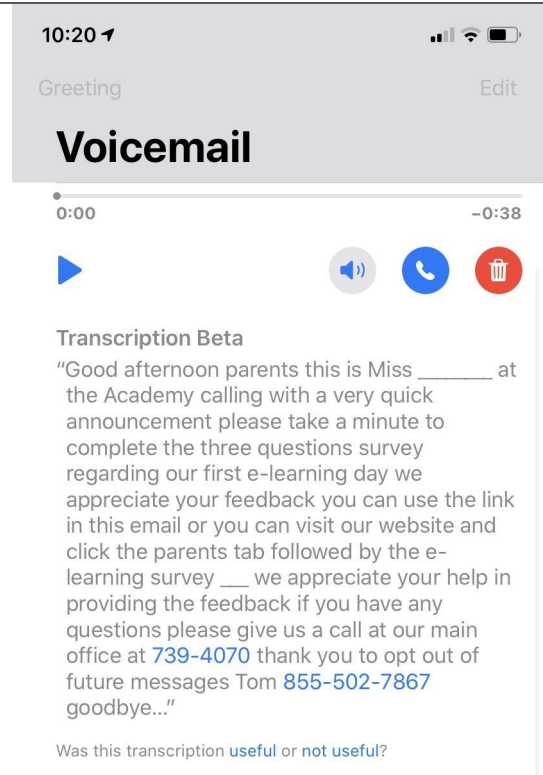 10:20
Greeting Edit
Voicemail
0:00 −0:38
Transcription Beta
“Good afternoon parents this is Miss ________ at
the Academy calling with a very quick
announcement please take a minute to
complete the three questions survey
regarding our first e-learning day we
appreciate your feedback you can use the link
in this email or you can visit our website and
click the parents tab followed by the e-
learning survey ___ we appreciate your help in
providing the feedback if you have any
questions please give us a call at our main
office at 739-4070 thank you to opt out of
future messages Tom 855-502-7867
goodbye...”
Was this transcription useful or not useful?